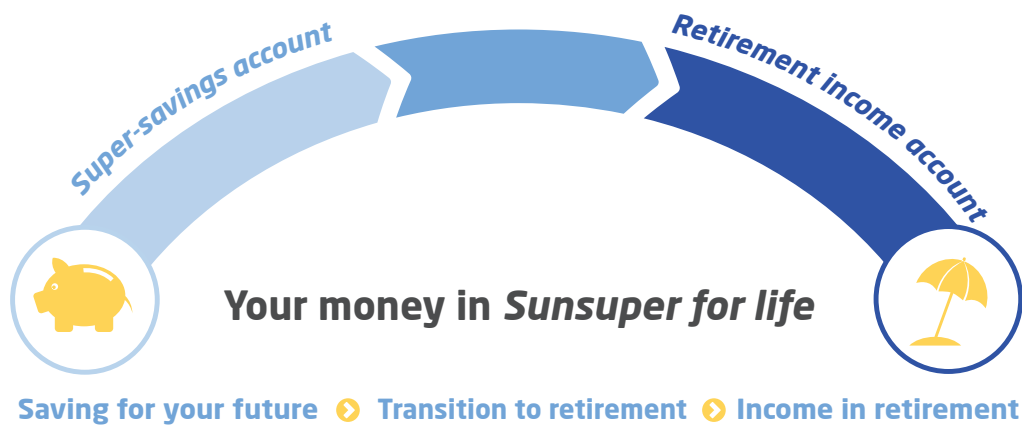 Super-savings account
Retirement income account
Your money in Sunsuper for life
Saving for your future Transition to retirement Income in retirement